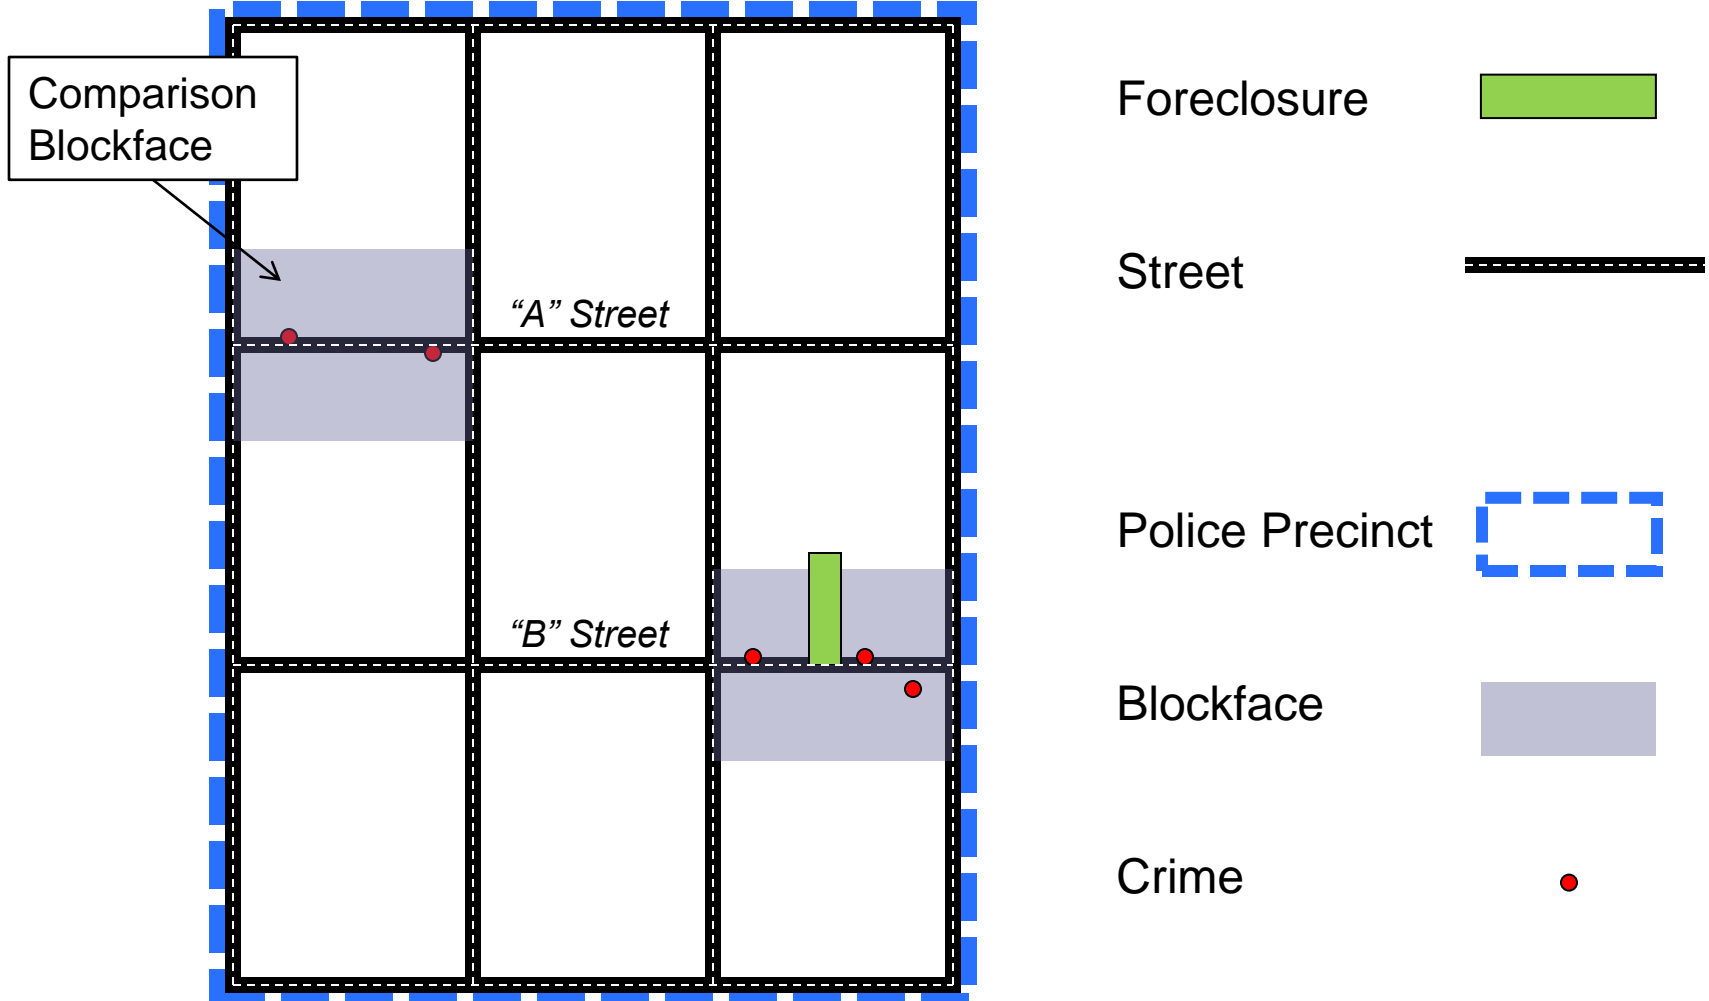 Comparison
Blockface
“A” Street
“B” Street
Foreclosure
Street
Police Precinct
Blockface
Crime